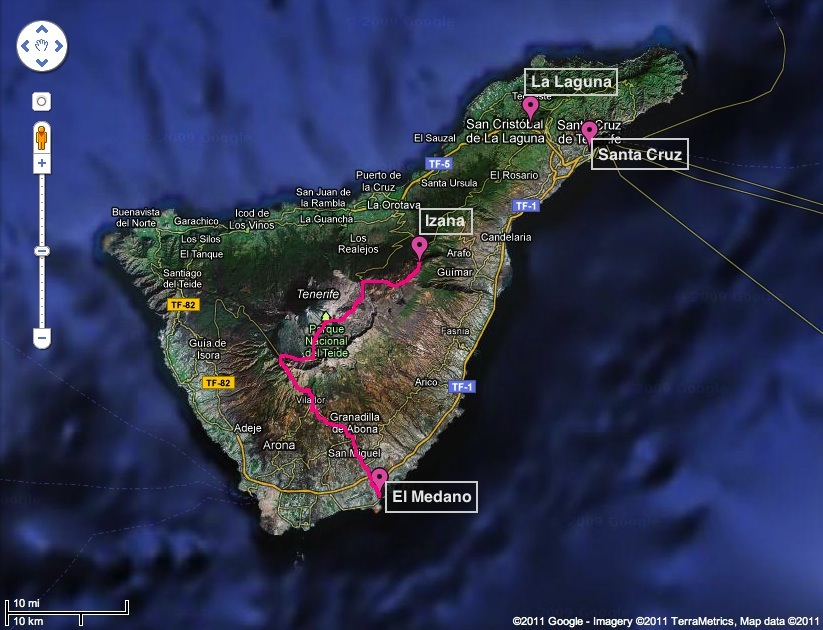 La Laguna
San Cristóbal
de La Laguna
Santa Cruz
Santa Cruz
El Sauzal
TF-5
Puerto de
la Cruz
Santa Ursula
El Rosario
San Juan de
la Rambla
La Orotava
TF-1
Buenavista
del Norte
Garachico
Icod de
Los Vinos
La Guancha
Izana
Los Silos
Los
Realejos
Candelaria
El Tanque
Arafo
Güimar
Santiago
del Teide
Tenerife
TF-82
Parque
Nacional
del Teide
Fasnia
Guía de
Isora
TF-82
Arico
TF-1
Granadilla
de Abona
Adeje
Arona
San Miguel
El Medano
10 mi
10 km
©2011 Google - Imagery ©2011 TerraMetrics, Map data ©2011